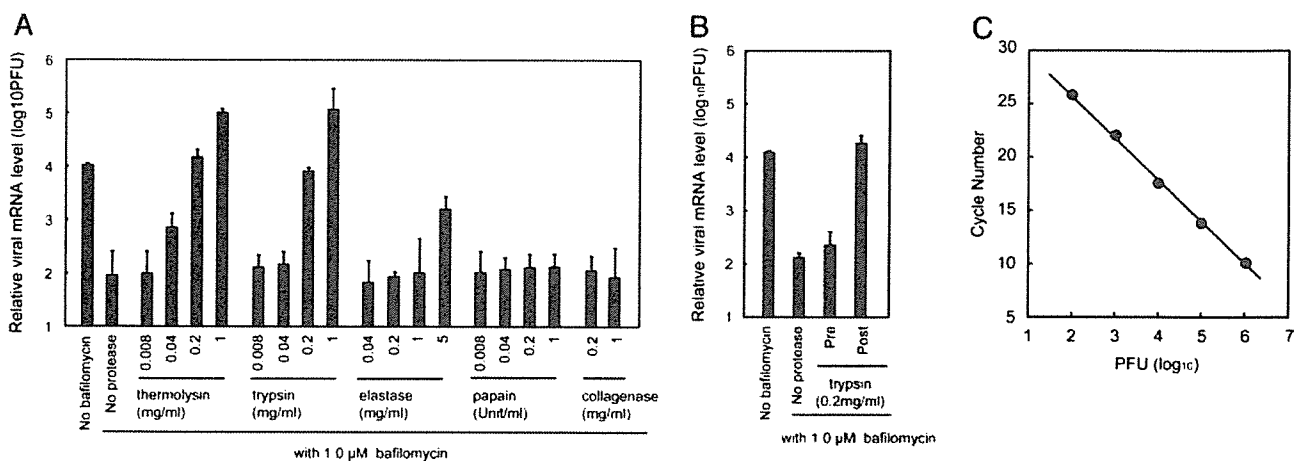 A
Relative viral mRNA level (log10PFU)
6
5
4
3
2
1
No bafilomycin
No protease
0.008
0.04
0.2
1
thermolysin
(mg/ml)
0.008
0 04
0.2
1
trypsin
(mg/ml)
0.04
0.2
1
5
elastase
(mg/ml)
0.008
0.04
0.2
1
papain
(Unit/ml)
0.2
1
collagenase
(mg/ml)
with 1 0 µM bafilomycin
B
Relative viral mRNA level (log10PFU)
6
5
4
3
2
1
No bafilomycin
No protease
Pre
Post
trypsin
(0.2mg/ml)
with 1 0 µM bafilomycin
C
Cycle Number
30
25
20
15
10
5
1 2 3 4 5 6 7
PFU (log10)